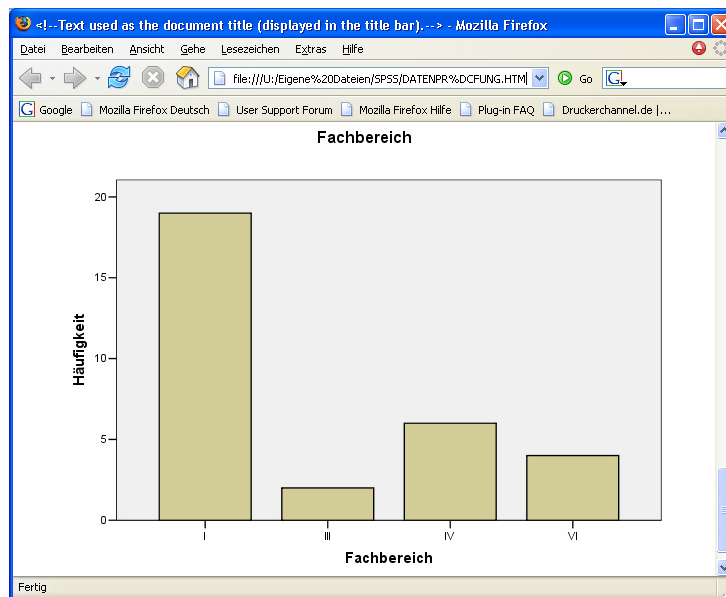 <!--Text used as the document title (displayed in the title bar).--> - Mozilla Firefox
Datei Bearbeiten Ansicht Gehe Lesezeichen Extras Hilfe
file:///U:/Eigene%20Dateien/SPSS/DATENPR%DCFUNG.HTM Go G
G Google Mozilla Firefox Deutsch User Support Forum Mozilla Firefox Hilfe Plug-in FAQ Druckerchannel.de |...
Fachbereich
20
15
10
5
0
Häufigkeit
I III IV VI
Fachbereich
Fertig